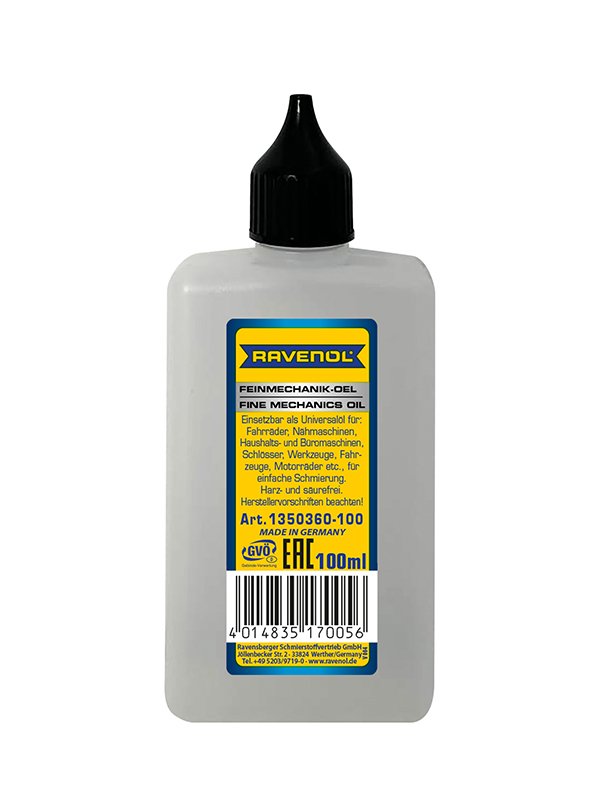 RAVENOL®
FEINMECHANIK-OEL
FINE MECHANICS OIL
Einsetzbar als Universalöl für:
Fahrräder, Nähmaschinen,
Haushalts- und Büromaschinen,
Schlösser, Werkzeuge, Fahr-
zeuge, Motorräder etc., für
einfache Schmierung.
Harz- und säurefrei.
Herstellervorschriften beachten!
Art. 1350360-100
MADE IN GERMANY
GVÖ
Gebinde-Verwertung
EAC 100ml
4 014835 170056
Ravensberger Schmierstoffvertrieb GmbH
Jöllenbecker Str. 2 - 33824 Werther/Germany
Tel. +49 5203/9719-0 · www.ravenol.de